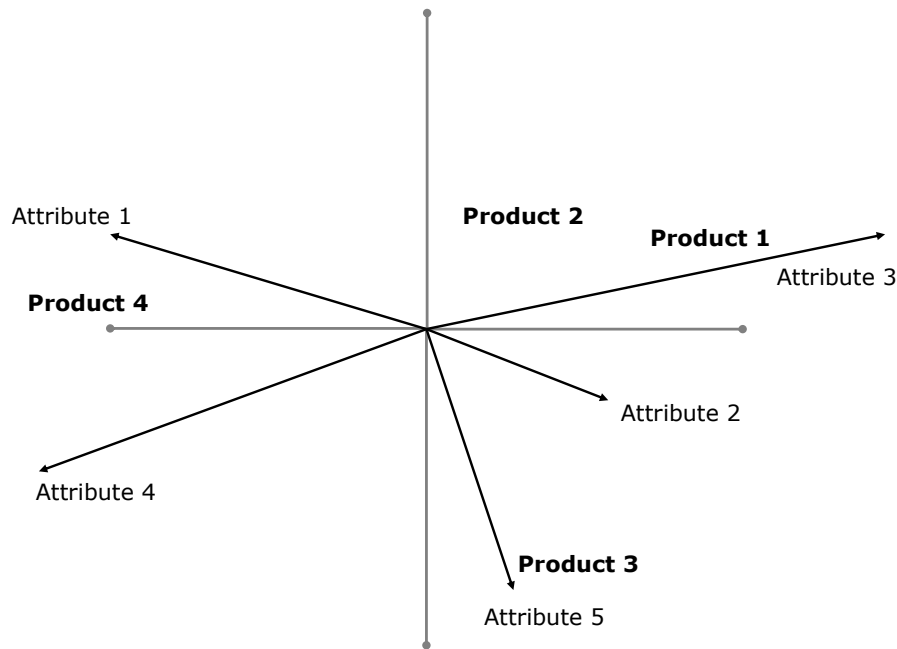 Attribute 1
Product 2
Product 1
Attribute 3
Product 4
Attribute 2
Attribute 4
Product 3
Attribute 5